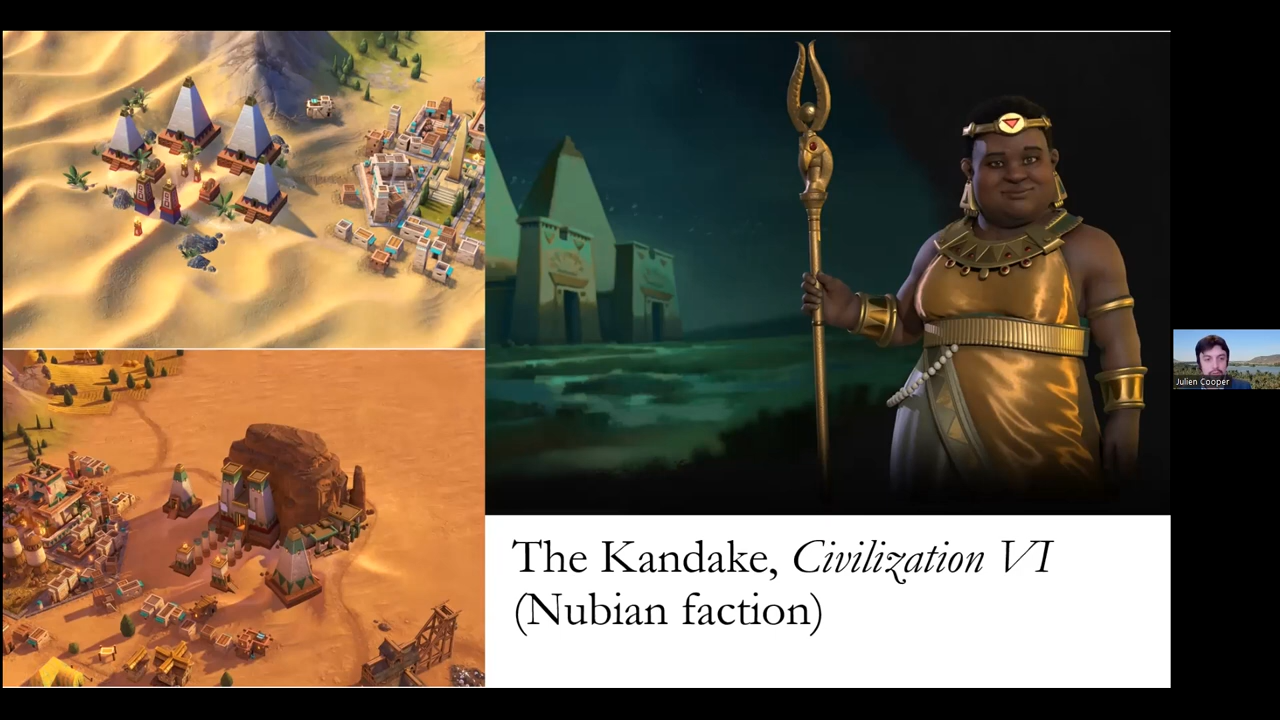 The Kandake, Civilization VI
(Nubian faction)
Julien Cooper